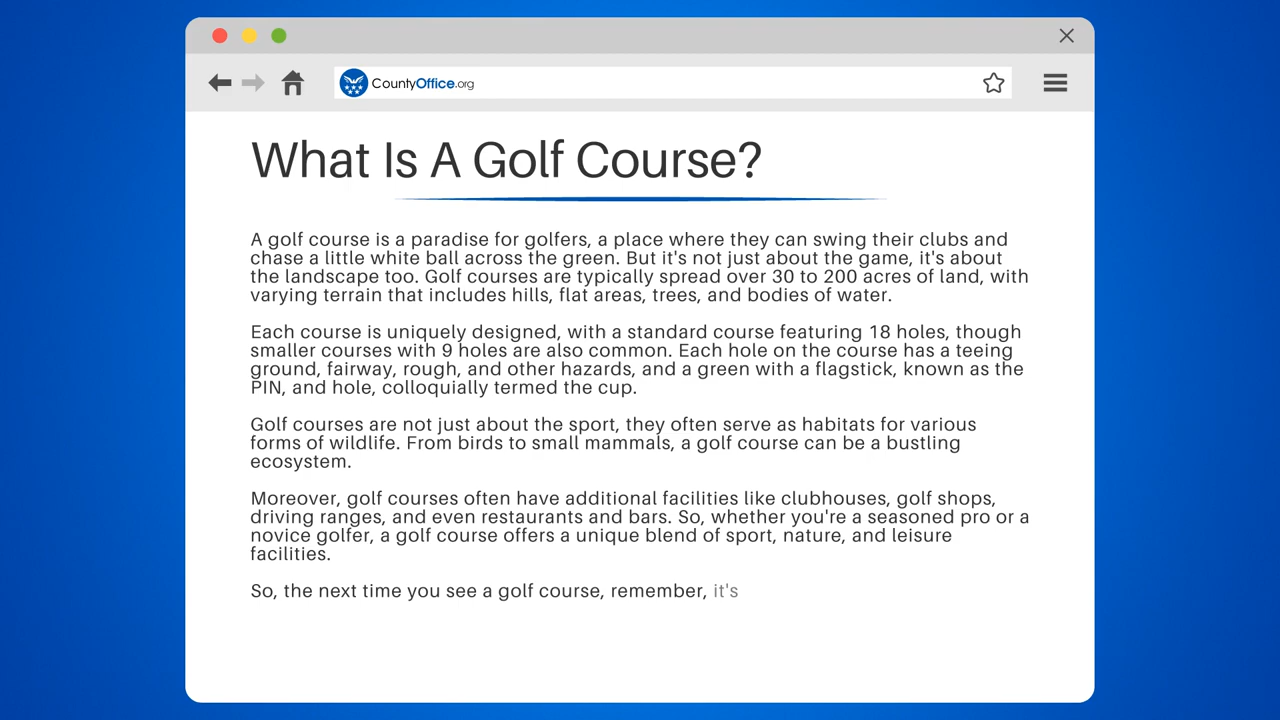 CountyOffice.org
What Is A Golf Course?
A golf course is a paradise for golfers, a place where they can swing their clubs and
chase a little white ball across the green. But it's not just about the game, it's about
the landscape too. Golf courses are typically spread over 30 to 200 acres of land, with
varying terrain that includes hills, flat areas, trees, and bodies of water.
Each course is uniquely designed, with a standard course featuring 18 holes, though
smaller courses with 9 holes are also common. Each hole on the course has a teeing
ground, fairway, rough, and other hazards, and a green with a flagstick, known as the
PIN, and hole, colloquially termed the cup.
Golf courses are not just about the sport, they often serve as habitats for various
forms of wildlife. From birds to small mammals, a golf course can be a bustling
ecosystem.
Moreover, golf courses often have additional facilities like clubhouses, golf shops,
driving ranges, and even restaurants and bars. So, whether you're a seasoned pro or a
novice golfer, a golf course offers a unique blend of sport, nature, and leisure
facilities.
So, the next time you see a golf course, remember, it's